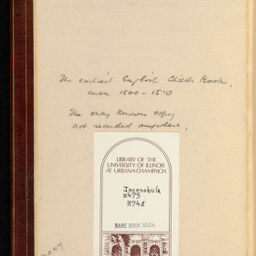 The earliest English Child's Book,
circa 1500-1510
The only known copy
not recorded anywhere.
LIBRARY OF THE
UNIVERSITY OF ILLINOIS
AT URBANA-CHAMPAIGN
Incunabula
x475
B742
RARE BOOK ROOM